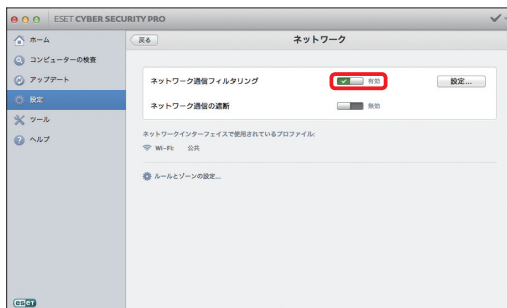 ESET CYBER SECURITY PRO
ホーム
コンピューターの検査
アップデート
設定
ツール
ヘルプ
戻る
ネットワーク
ネットワーク通信フィルタリング 有効 設定...
ネットワーク通信の遮断 無効
ネットワークインターフェイスで使用されているプロファイル:
Wi-Fi: 公共
ルールとゾーンの設定...
eset